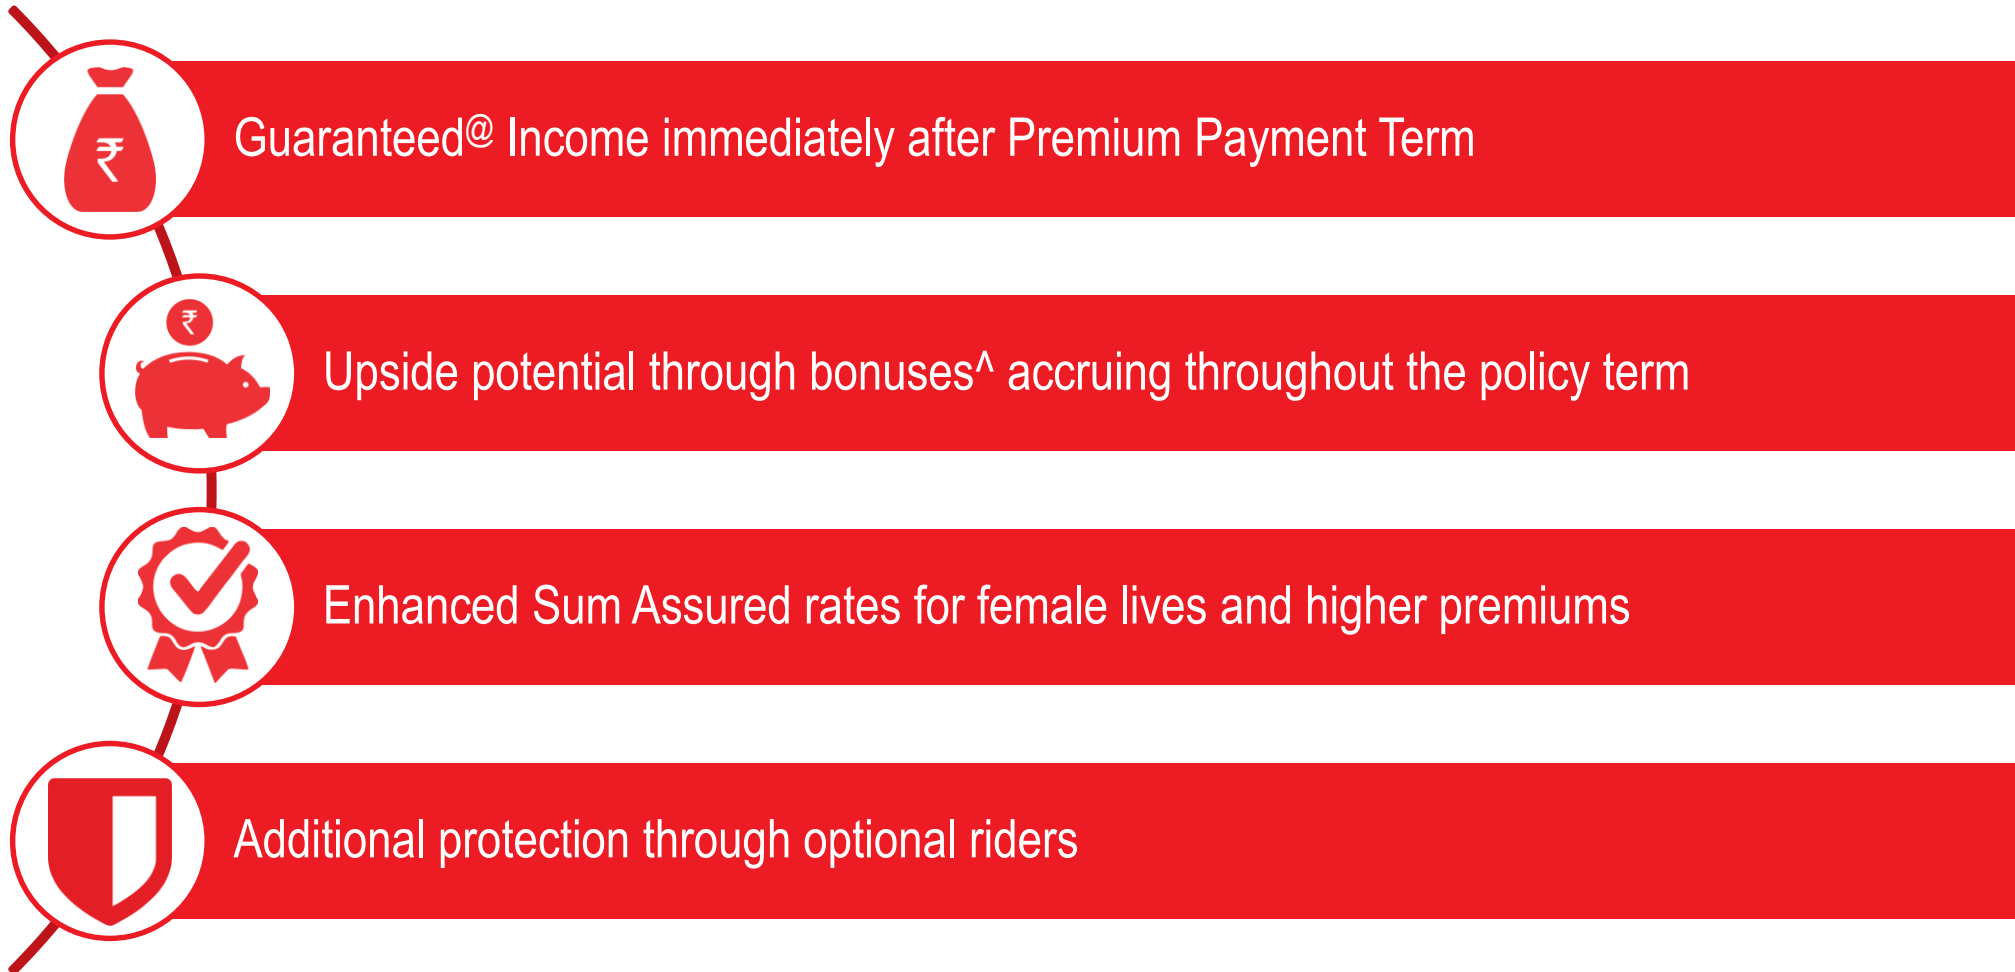 ₹
Guaranteed@ Income immediately after Premium Payment Term
₹
Upside potential through bonuses^ accruing throughout the policy term
Enhanced Sum Assured rates for female lives and higher premiums
Additional protection through optional riders